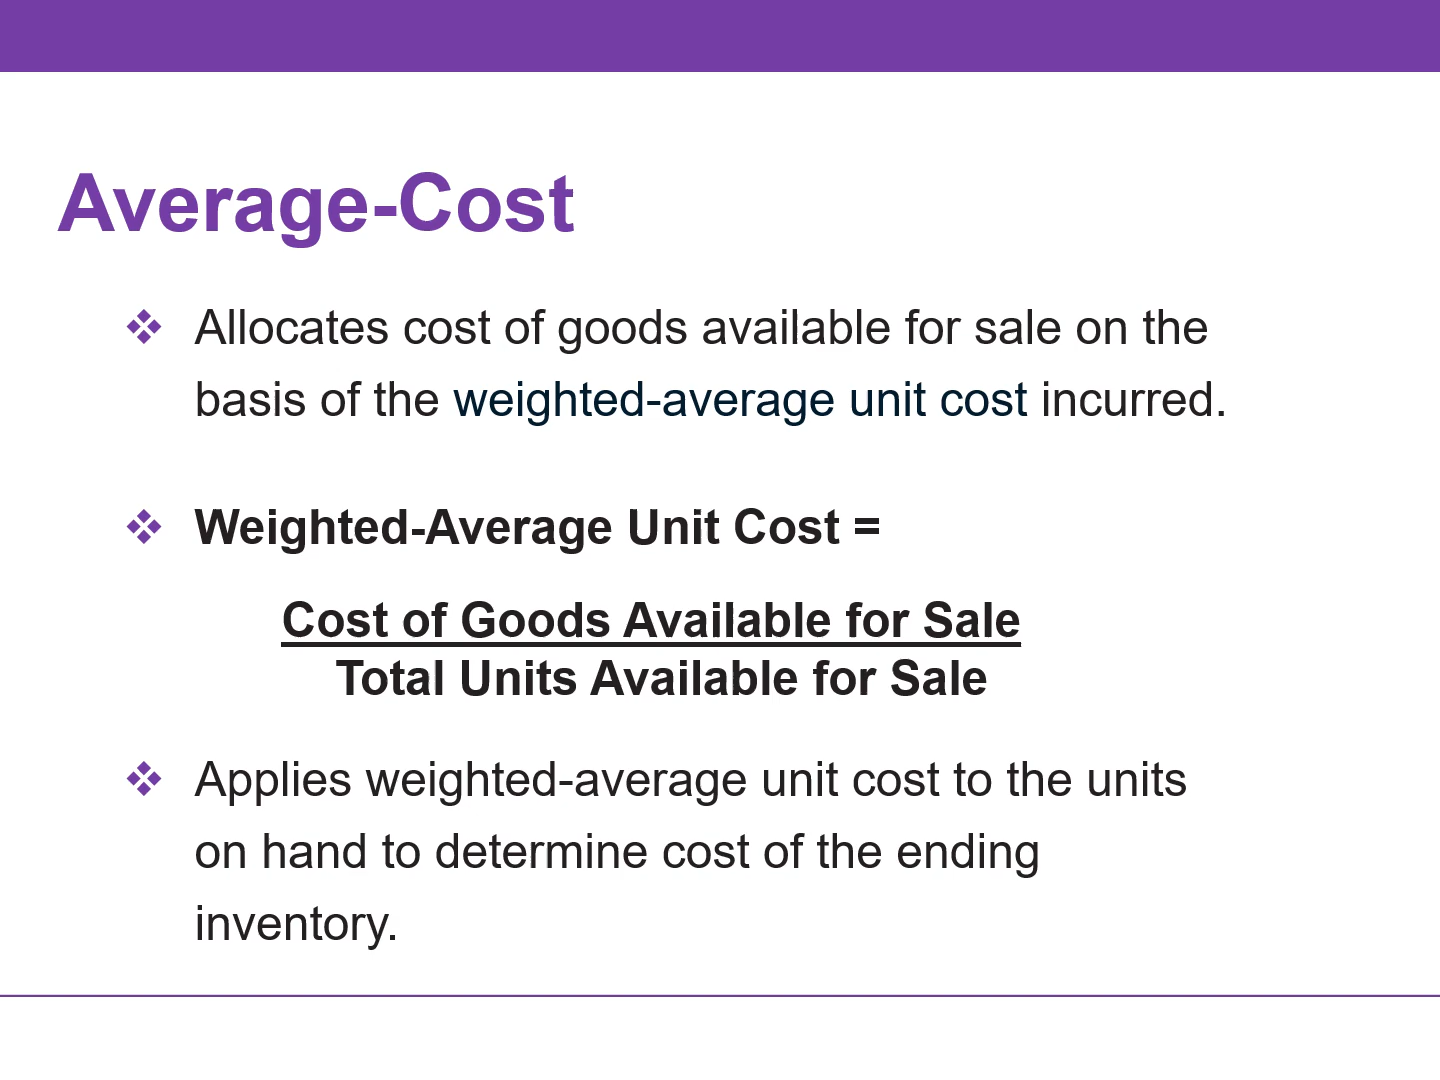 Average-Cost
❖ Allocates cost of goods available for sale on the
basis of the weighted-average unit cost incurred.
❖ Weighted-Average Unit Cost =
Cost of Goods Available for Sale
Total Units Available for Sale
❖ Applies weighted-average unit cost to the units
on hand to determine cost of the ending
inventory.